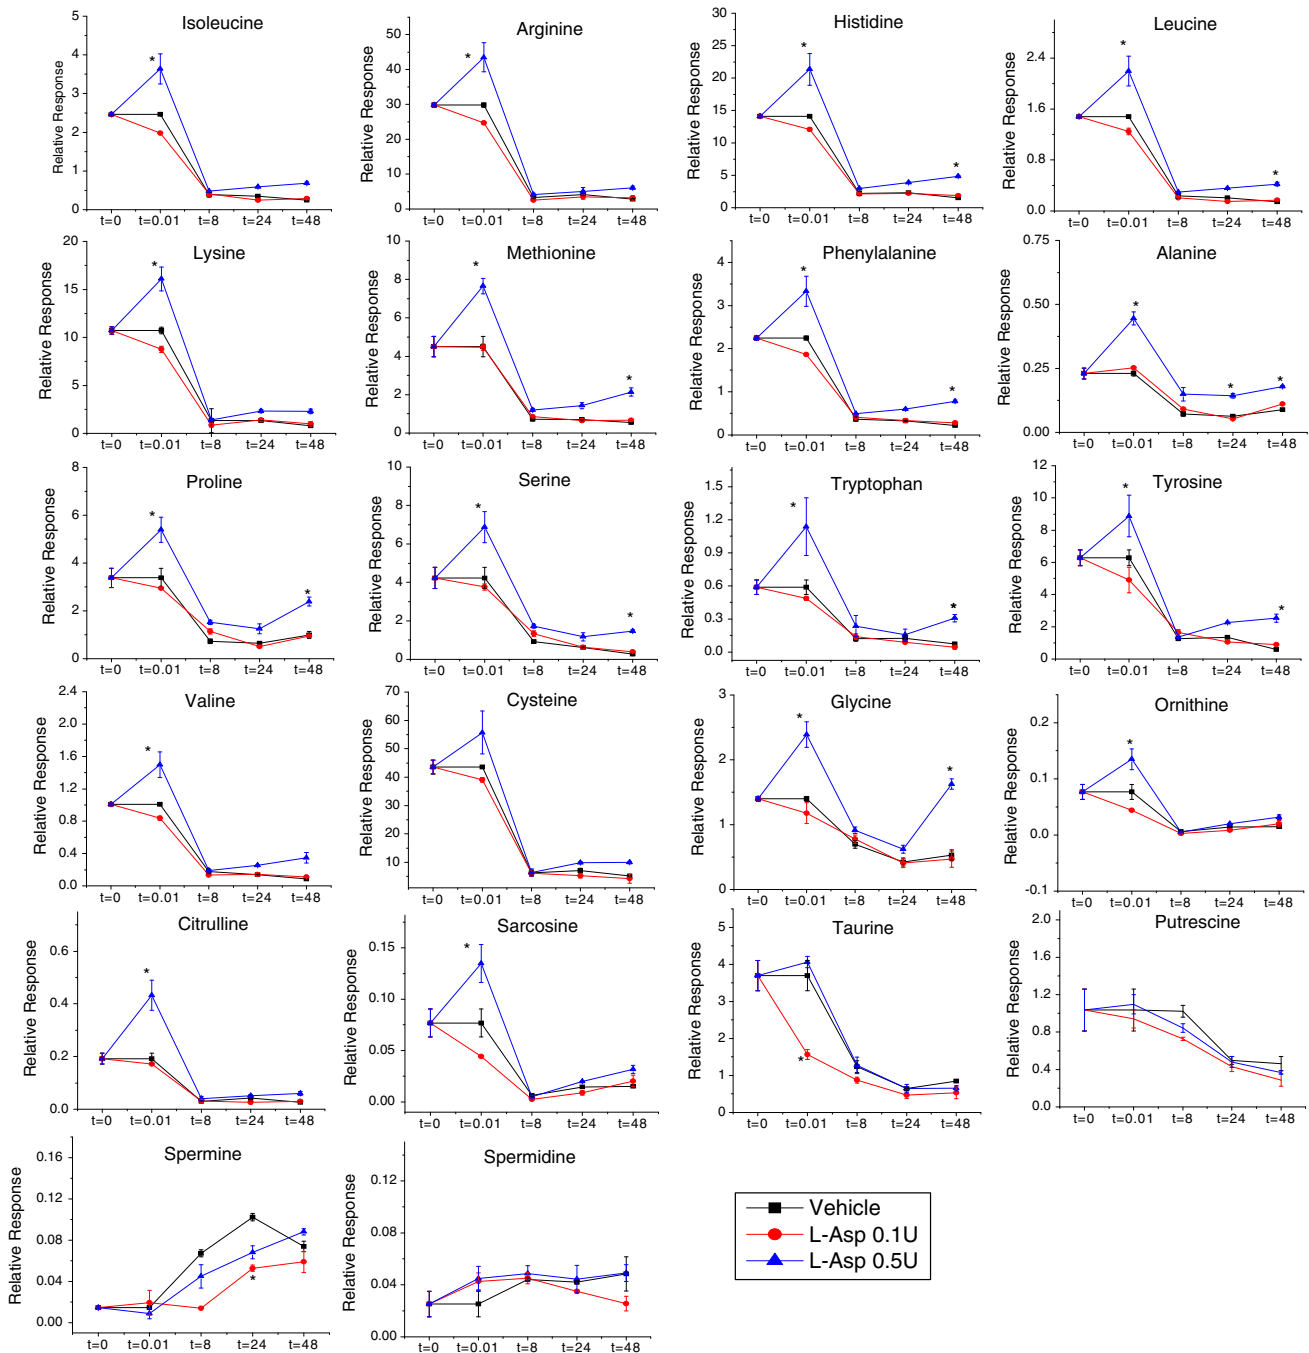 Isoleucine
Relative Response
5
4
3
2
1
0
t=0 t=0.01 t=8 t=24 t=48
*
Arginine
Relative Response
50
40
30
20
10
0
t=0 t=0.01 t=8 t=24 t=48
*
Histidine
Relative Response
30
25
20
15
10
5
0
t=0 t=0.01 t=8 t=24 t=48
* *
Leucine
Relative Response
2.4
1.6
0.8
0.0
t=0 t=0.01 t=8 t=24 t=48
* *
Lysine
Relative Response
20
15
10
5
0
t=0 t=0.01 t=8 t=24 t=48
*
Methionine
Relative Response
10
8
6
4
2
0
t=0 t=0.01 t=8 t=24 t=48
* *
Phenylalanine
Relative Response
4
3
2
1
0
t=0 t=0.01 t=8 t=24 t=48
* *
Alanine
Relative Response
0.75
0.50
0.25
0.00
t=0 t=0.01 t=8 t=24 t=48
* * *
Proline
Relative Response
8
6
4
2
0
t=0 t=0.01 t=8 t=24 t=48
* *
Serine
Relative Response
10
8
6
4
2
0
t=0 t=0.01 t=8 t=24 t=48
* *
Tryptophan
Relative Response
1.5
1.2
0.9
0.6
0.3
0.0
t=0 t=0.01 t=8 t=24 t=48
* *
Tyrosine
Relative Response
12
10
8
6
4
2
0
t=0 t=0.01 t=8 t=24 t=48
* *
Valine
Relative Response
2.4
2.0
1.6
1.2
0.8
0.4
0.0
t=0 t=0.01 t=8 t=24 t=48
*
Cysteine
Relative Response
70
60
50
40
30
20
10
t=0 t=0.01 t=8 t=24 t=48
Glycine
Relative Response
3
2
1
0
t=0 t=0.01 t=8 t=24 t=48
* *
Ornithine
Relative Response
0.2
0.1
0.0
-0.1
t=0 t=0.01 t=8 t=24 t=48
*
Citrulline
Relative Response
0.6
0.4
0.2
0.0
t=0 t=0.01 t=8 t=24 t=48
*
Sarcosine
Relative Response
0.15
0.10
0.05
0.00
t=0 t=0.01 t=8 t=24 t=48
*
Taurine
Relative Response
5
4
3
2
1
0
t=0 t=0.01 t=8 t=24 t=48
*
Putrescine
Relative Response
2.0
1.6
1.2
0.8
0.4
0.0
t=0 t=0.01 t=8 t=24 t=48
Spermine
Relative Response
0.16
0.12
0.08
0.04
0.00
t=0 t=0.01 t=8 t=24 t=48
*
Spermidine
Relative Response
0.12
0.08
0.04
0.00
t=0 t=0.01 t=8 t=24 t=48
Vehicle
L-Asp 0.1U
L-Asp 0.5U